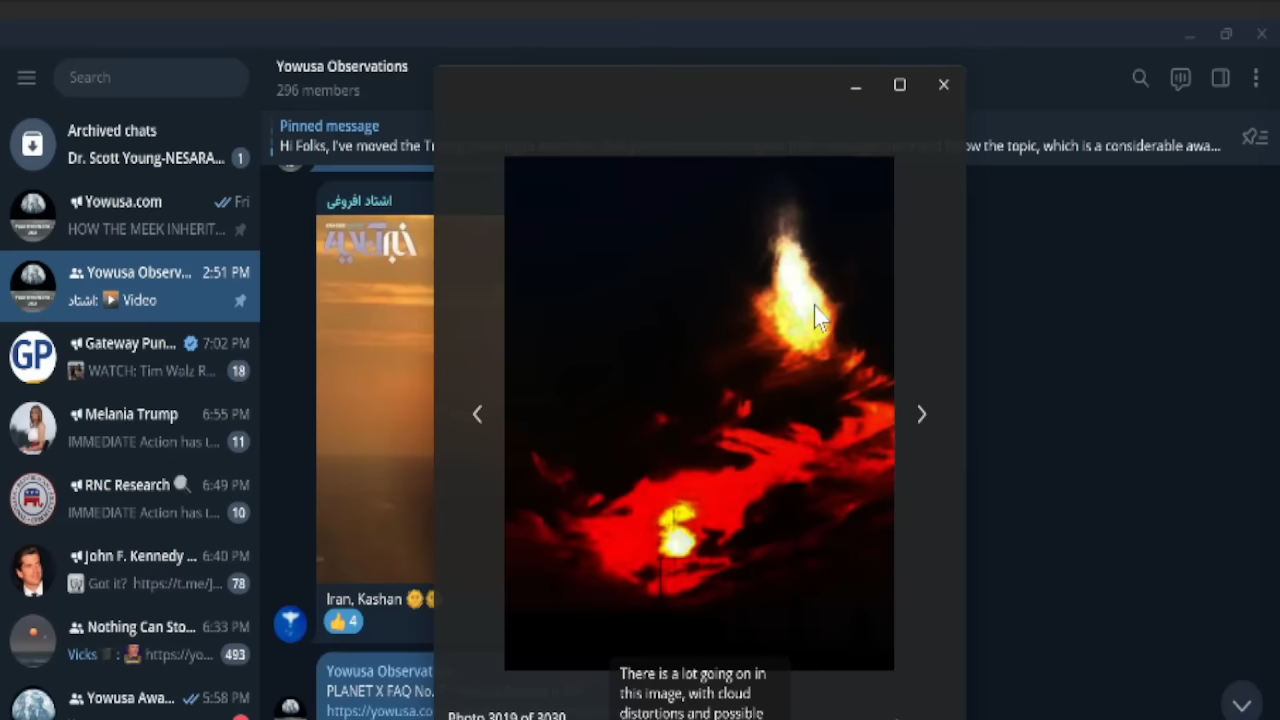 Search
Archived chats
Dr. Scott Young-NESARA...
1
Yowusa.com
Fri
HOW THE MEEK INHERIT...
Yowusa Observ...
2:51 PM
استاد:
Video
GP
Gateway Pun...
7:02 PM
WATCH: Tim Walz R...
18
Melania Trump
6:55 PM
IMMEDIATE Action has t...
11
RNC Research
6:49 PM
IMMEDIATE Action has t...
10
John F. Kennedy ...
6:40 PM
Got it? https://t.me/J...
78
Nothing Can Sto...
6:33 PM
Vicks
: https://yo...
493
Yowusa Awa...
5:58 PM
Yowusa Observations
296 members
Pinned message
Hi Folks, I've moved the T
ow the topic, which is a considerable awa...
اشتاد افروغی
Iran, Kashan
4
Yowusa Observat
PLANET X FAQ No.
https://yowusa.co
Photo 3019 of 3030
There is a lot going on in
this image, with cloud
distortions and possible